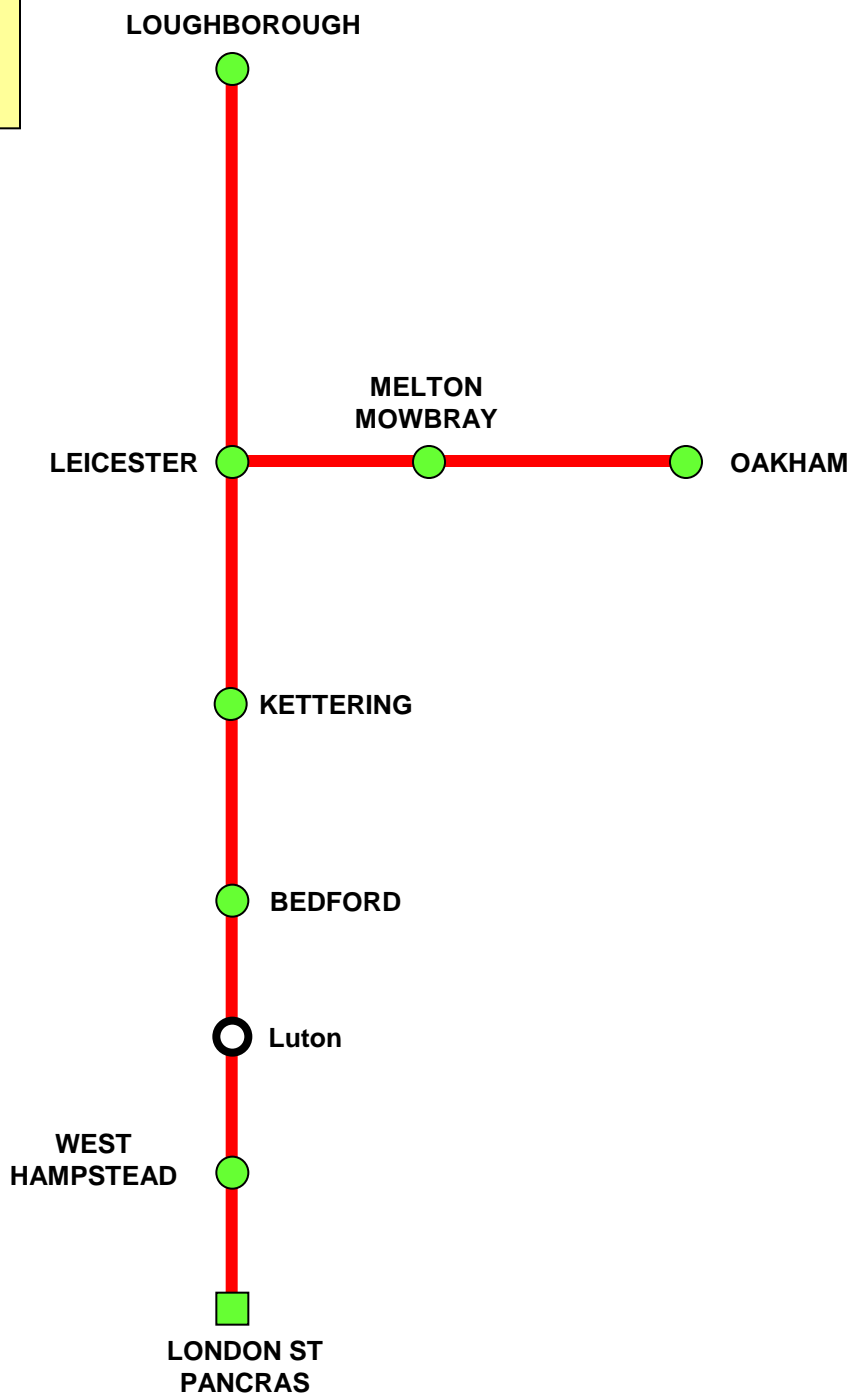 LOUGHBOROUGH
MELTON
MOWBRAY
LEICESTER
OAKHAM
KETTERING
BEDFORD
Luton
WEST
HAMPSTEAD
LONDON ST
PANCRAS